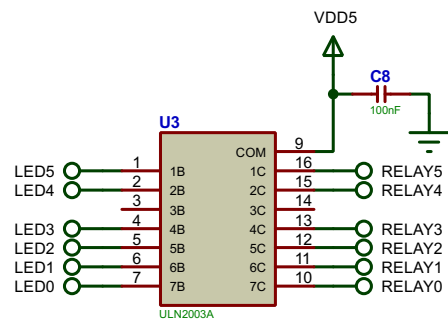 VDD5
C8
100nF
U3
COM 9
LED5 1 1B 1C 16 RELAY5
LED4 2 2B 2C 15 RELAY4
3 3B 3C 14
LED3 4 4B 4C 13 RELAY3
LED2 5 5B 5C 12 RELAY2
LED1 6 6B 6C 11 RELAY1
LED0 7 7B 7C 10 RELAY0
ULN2003A